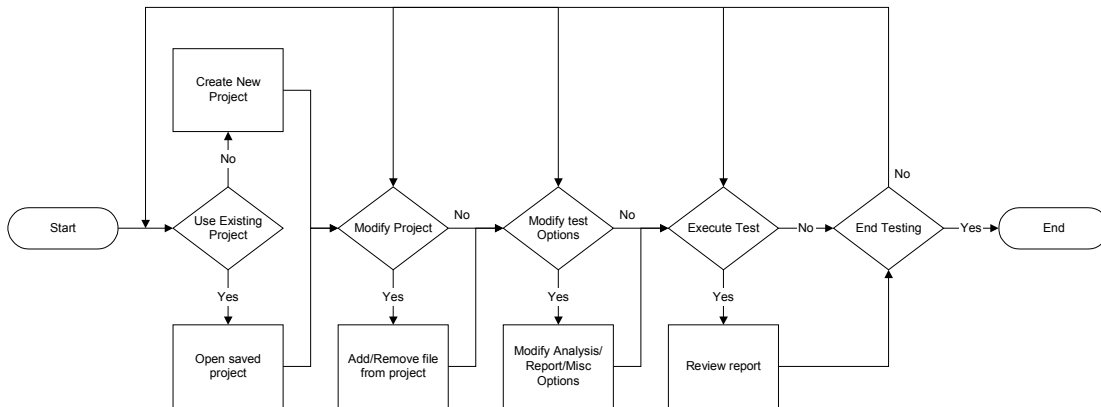 Create New
Project
No
No
Start
Use Existing
Project
Modify Project
No
Modify test
Options
No
Execute Test
No
End Testing
Yes
End
Yes
Yes
Yes
Yes
Open saved
project
Add/Remove file
from project
Modify Analysis/
Report/Misc
Options
Review report